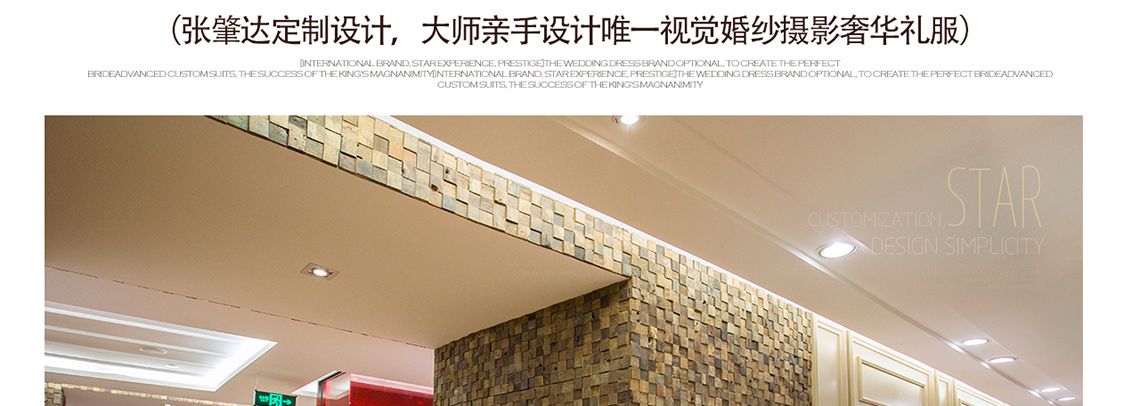 （张肇达定制设计，大师亲手设计唯一视觉婚纱摄影奢华礼服）
[INTERNATIONAL BRAND, STAR EXPERIENCE, PRESTIGE]THE WEDDING DRESS BRAND OPTIONAL, TO CREATE THE PERFECT
BRIDEADVANCED CUSTOM SUITS, THE SUCCESS OF THE KING'S MAGNANIMITY[INTERNATIONAL BRAND, STAR EXPERIENCE, PRESTIGE]THE WEDDING DRESS BRAND OPTIONAL, TO CREATE THE PERFECT BRIDEADVANCED
CUSTOM SUITS, THE SUCCESS OF THE KING'S MAGNANIMITY
CUSTOMIZATION, STAR
DESIGN SIMPLICITY